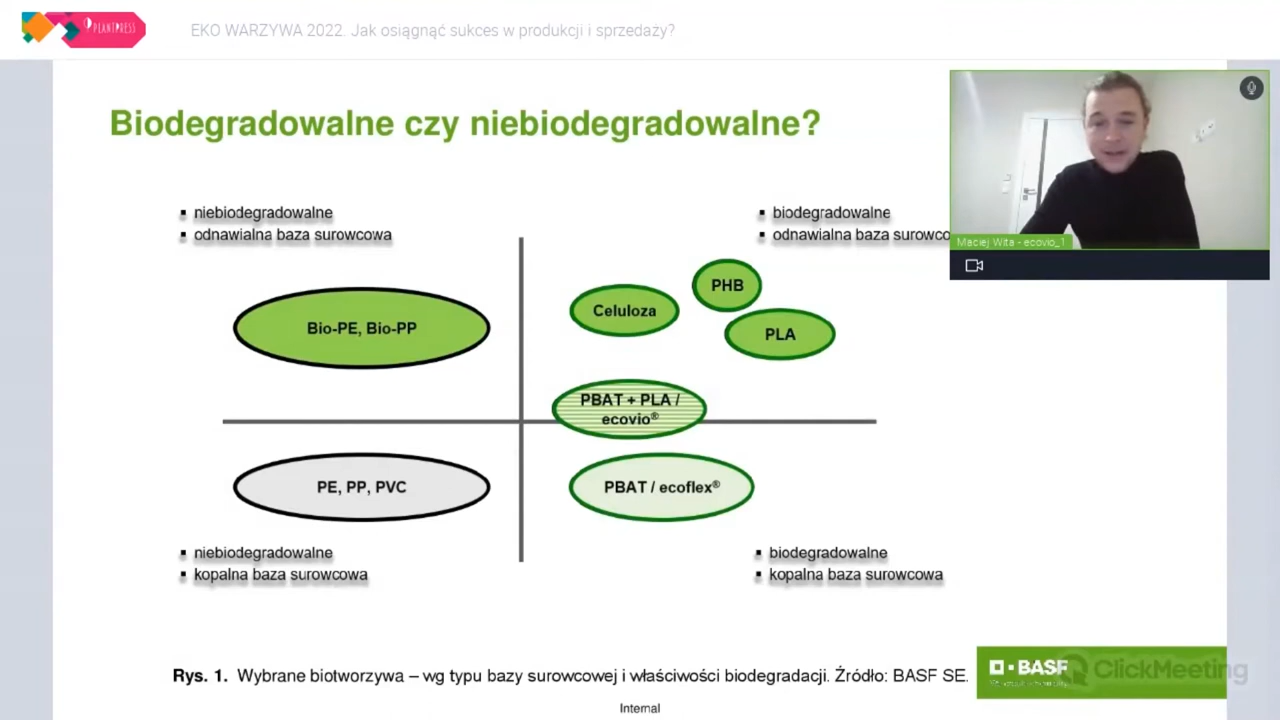 PLANTPRESS
EKO WARZYWA 2022. Jak osiągnąć sukces w produkcji i sprzedaży?
Biodegradowalne czy niebiodegradowalne?
▪ niebiodegradowalne
▪ odnawialna baza surowcowa
▪ biodegradowalne
▪ odnawialna baza surowco
Maciej Wita - ecovio_1
Bio-PE, Bio-PP
Celuloza
PHB
PLA
PBAT + PLA /
ecovio®
PE, PP, PVC
PBAT / ecoflex®
▪ niebiodegradowalne
▪ kopalna baza surowcowa
▪ biodegradowalne
▪ kopalna baza surowcowa
Rys. 1. Wybrane biotworzywa – wg typu bazy surowcowej i właściwości biodegradacji. Źródło: BASF SE.
BASF
ClickMeeting
Internal